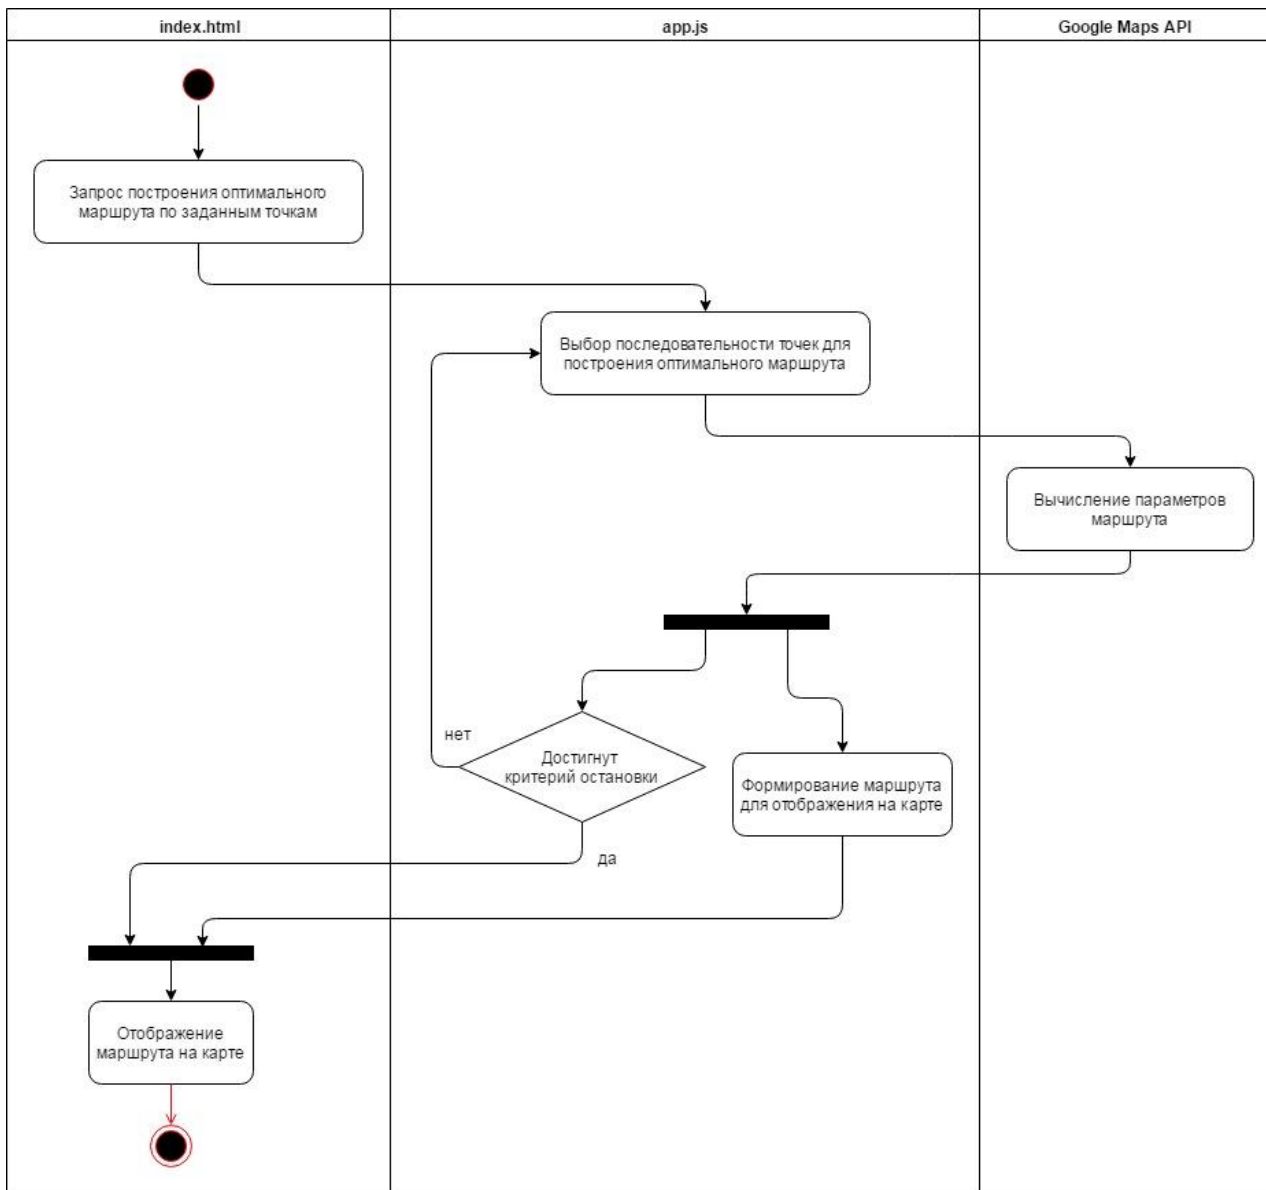 index.html
app.js
Google Maps API
Запрос построения оптимального
маршрута по заданным точкам
Выбор последовательности точек для
построения оптимального маршрута
Вычисление параметров
маршрута
нет
Достигнут
критерий остановки
Формирование маршрута
для отображения на карте
да
Отображение
маршрута на карте